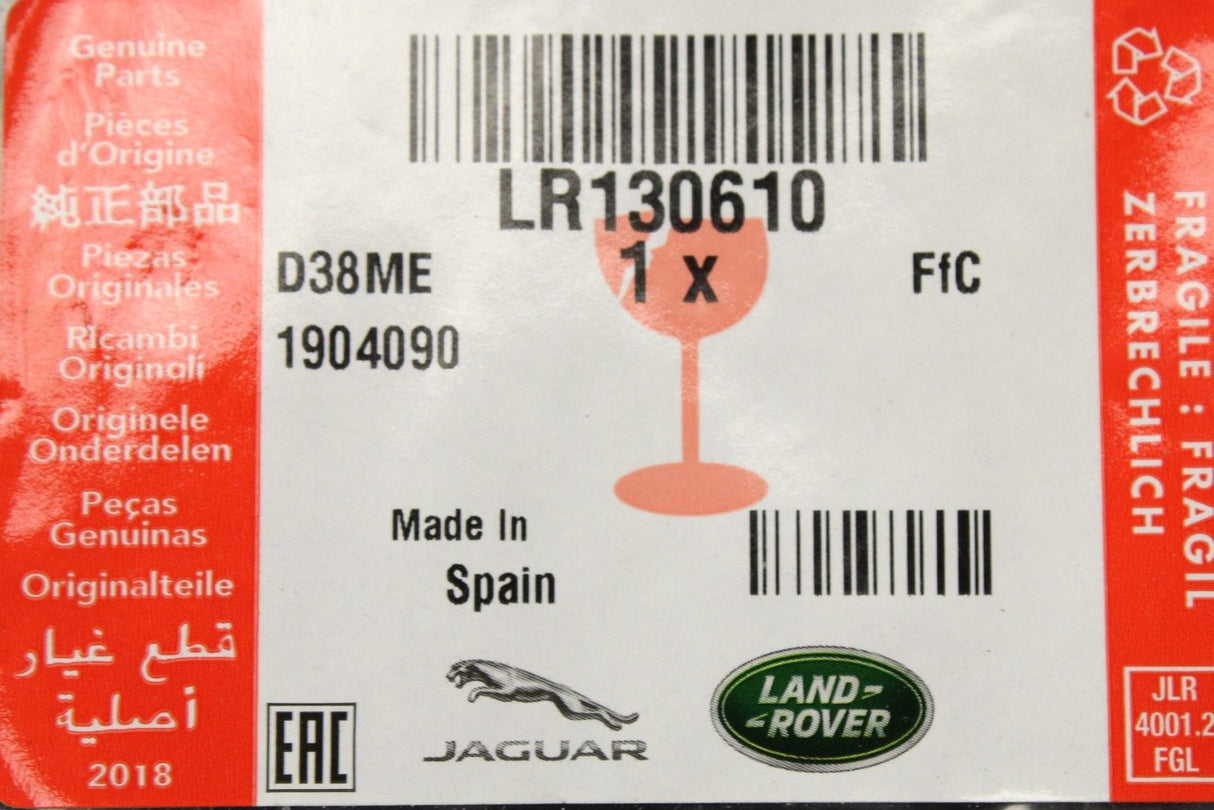 Genuine
Parts
Pièces
d'Origine
純正部品
Piezas
Originales
Ricambi
Originali
Originele
Onderdelen
Peças
Genuinas
Originalteile
قطع غيار
أصلية
2018
LR130610
1 x
D38ME
FfC
1904090
Made In
Spain
EAC
JAGUAR
LAND-
-ROVER
FRAGILE : FRAGIL
ZERBRECHLICH
JLR
4001.2
FGL